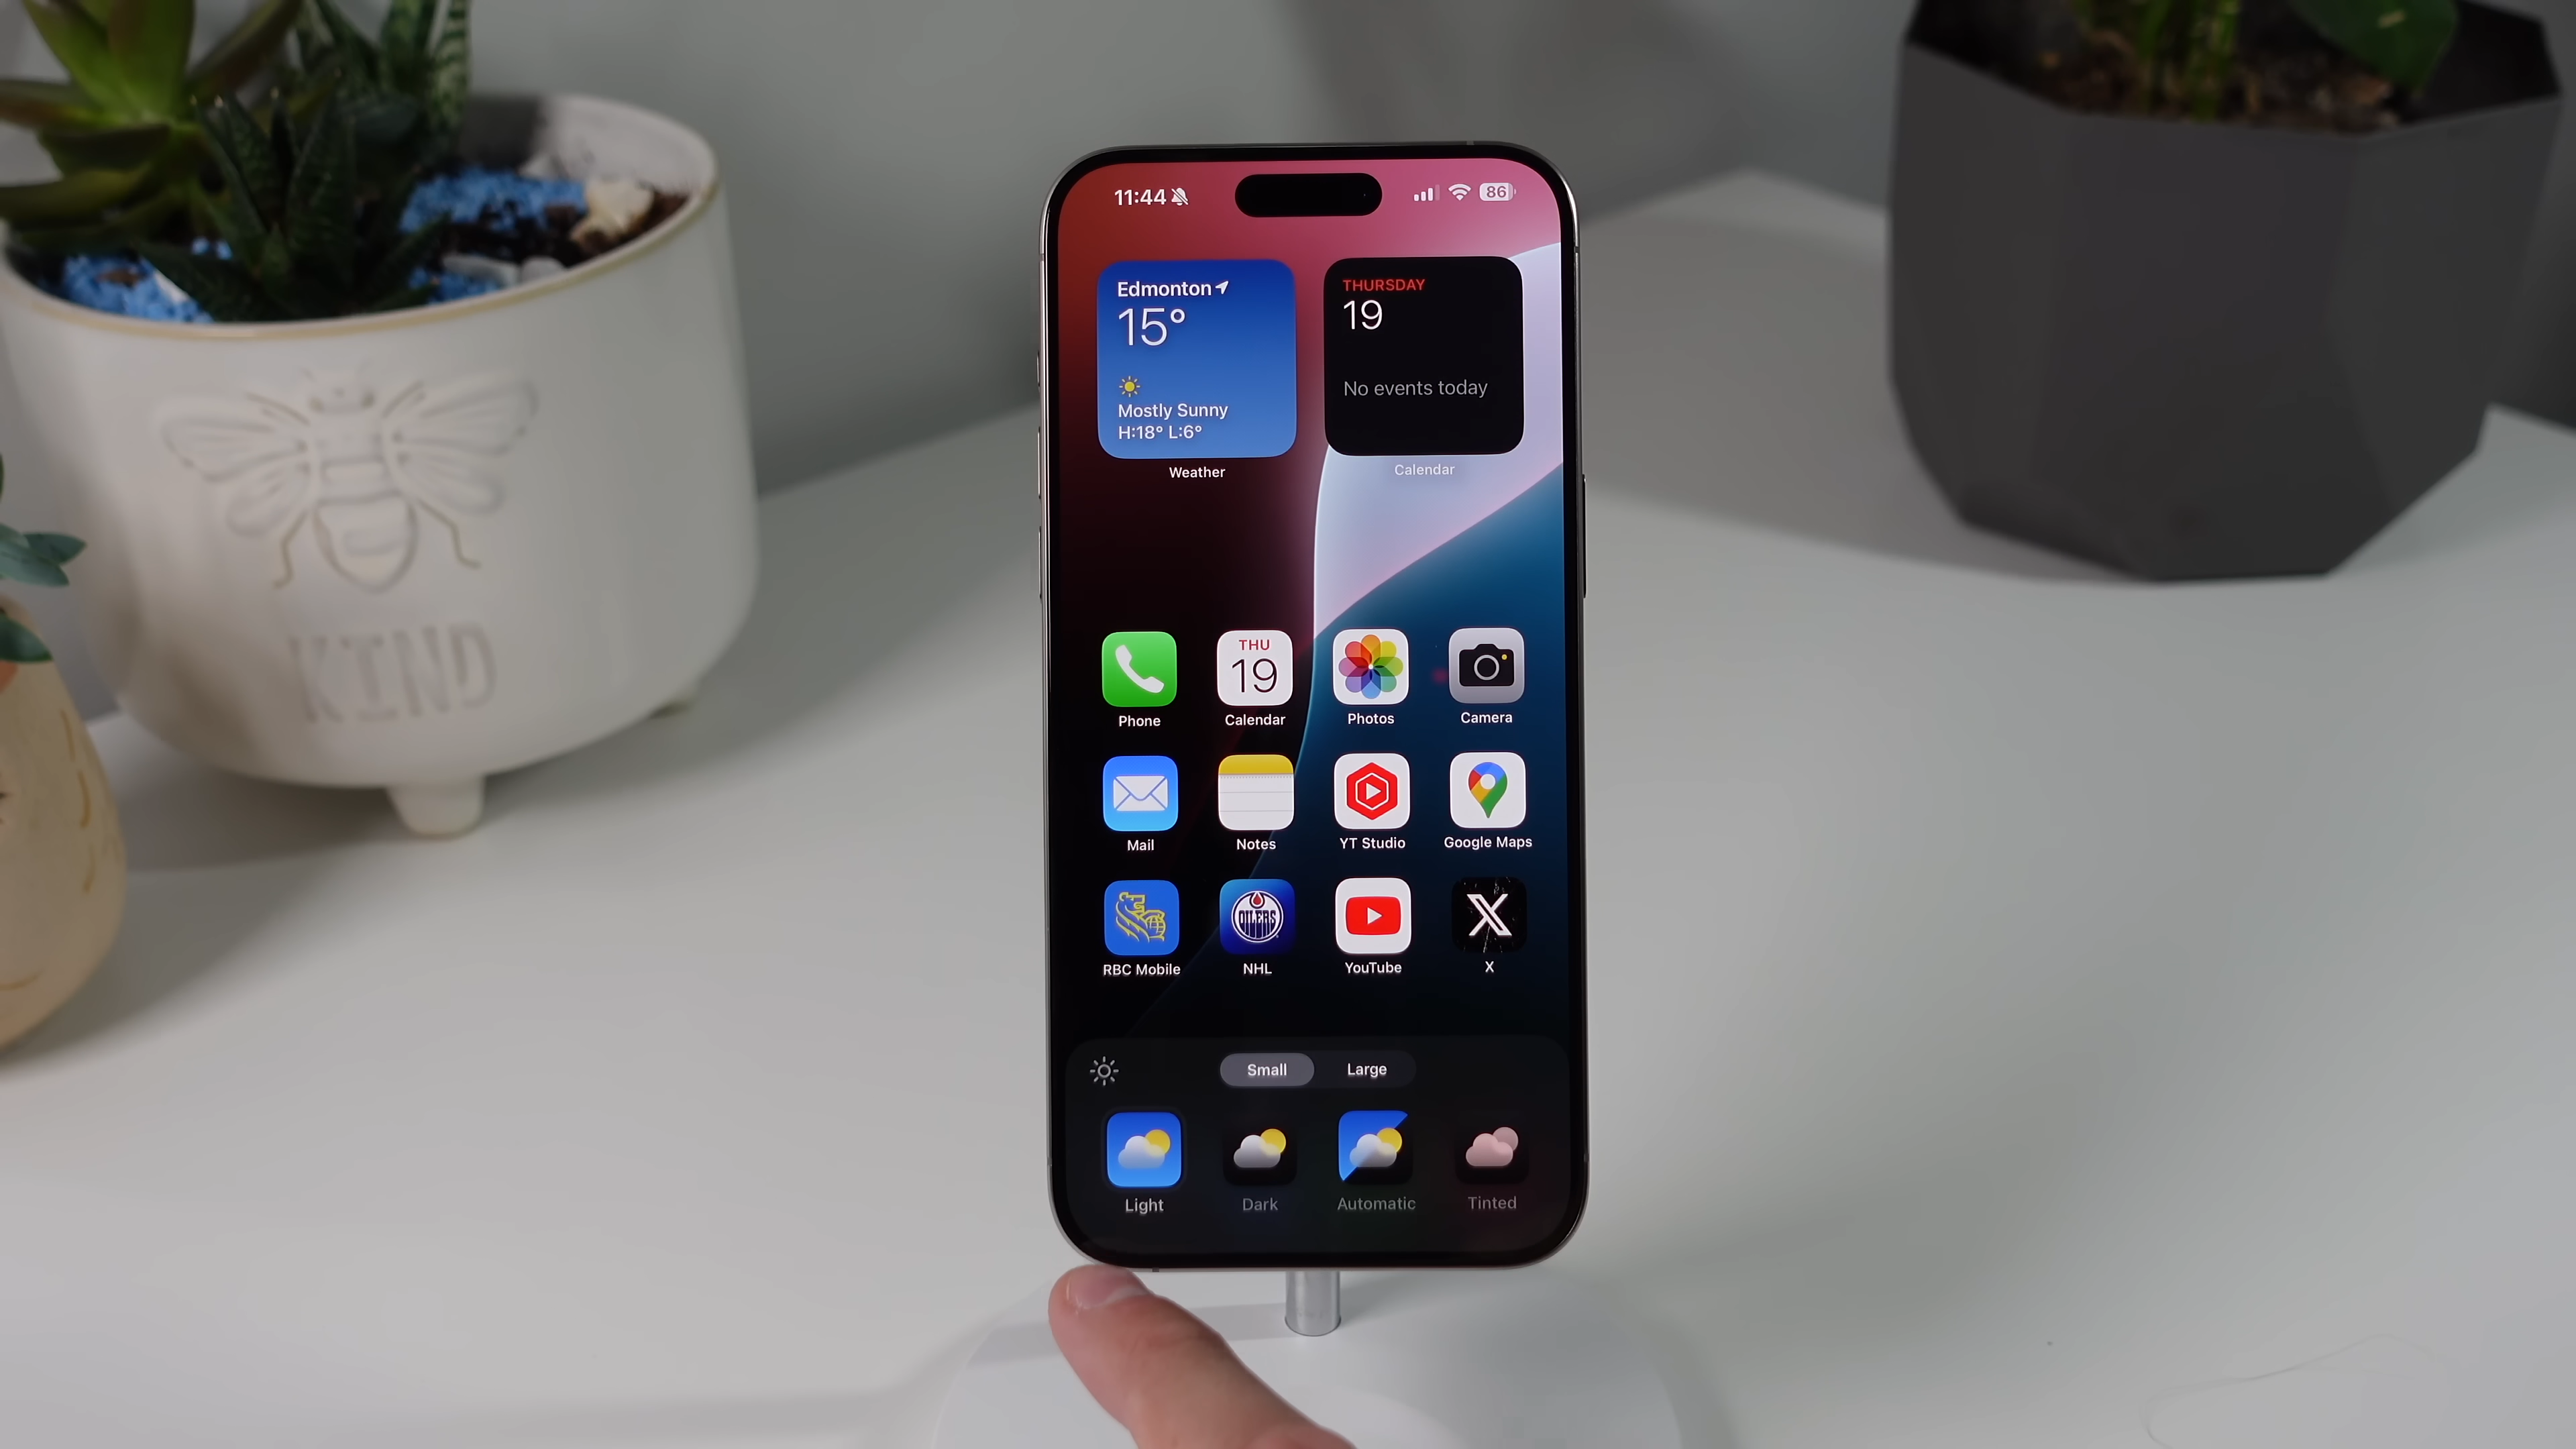 11:44
86
Edmonton
15°
Mostly Sunny
H:18° L:6°
Weather
THURSDAY
19
No events today
Calendar
KIND
THU
19
Phone
Calendar
Photos
Camera
Mail
Notes
YT Studio
Google Maps
OILERS
X
RBC Mobile
NHL
YouTube
X
Small
Large
Light
Dark
Automatic
Tinted